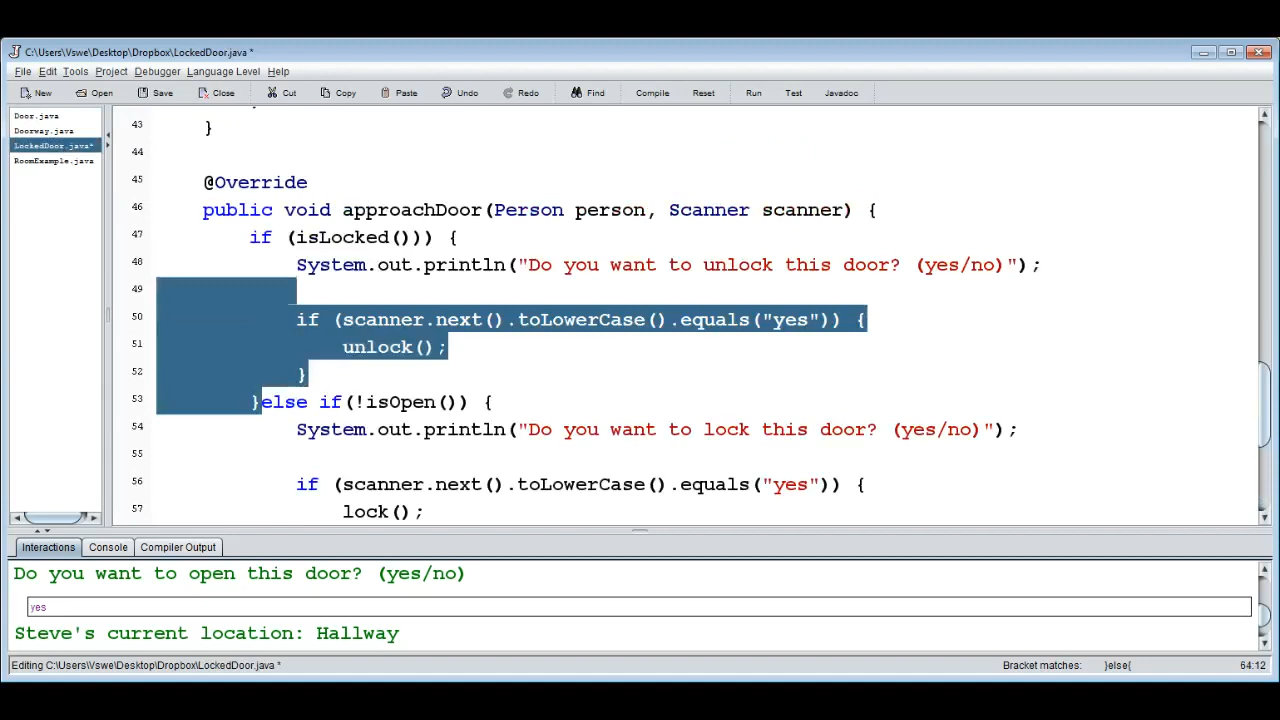 C:\Users\Vswe\Desktop\Dropbox\LockedDoor.java *
File Edit Tools Project Debugger Language Level Help
New Open Save Close Cut Copy Paste Undo Redo Find Compile Reset Run Test Javadoc
Door.java
Doorway.java
LockedDoor.java*
RoomExample.java
43 }
44
45 @Override
46 public void approachDoor(Person person, Scanner scanner) {
47 if (isLocked())) {
48 System.out.println("Do you want to unlock this door? (yes/no)");
49
50 if (scanner.next().toLowerCase().equals("yes")) {
51 unlock();
52 }
53 }else if(!isOpen()) {
54 System.out.println("Do you want to lock this door? (yes/no)");
55
56 if (scanner.next().toLowerCase().equals("yes")) {
57 lock();
Interactions Console Compiler Output
Do you want to open this door? (yes/no)
yes
Steve's current location: Hallway
Editing C:\Users\Vswe\Desktop\Dropbox\LockedDoor.java * Bracket matches: }else{ 64:12